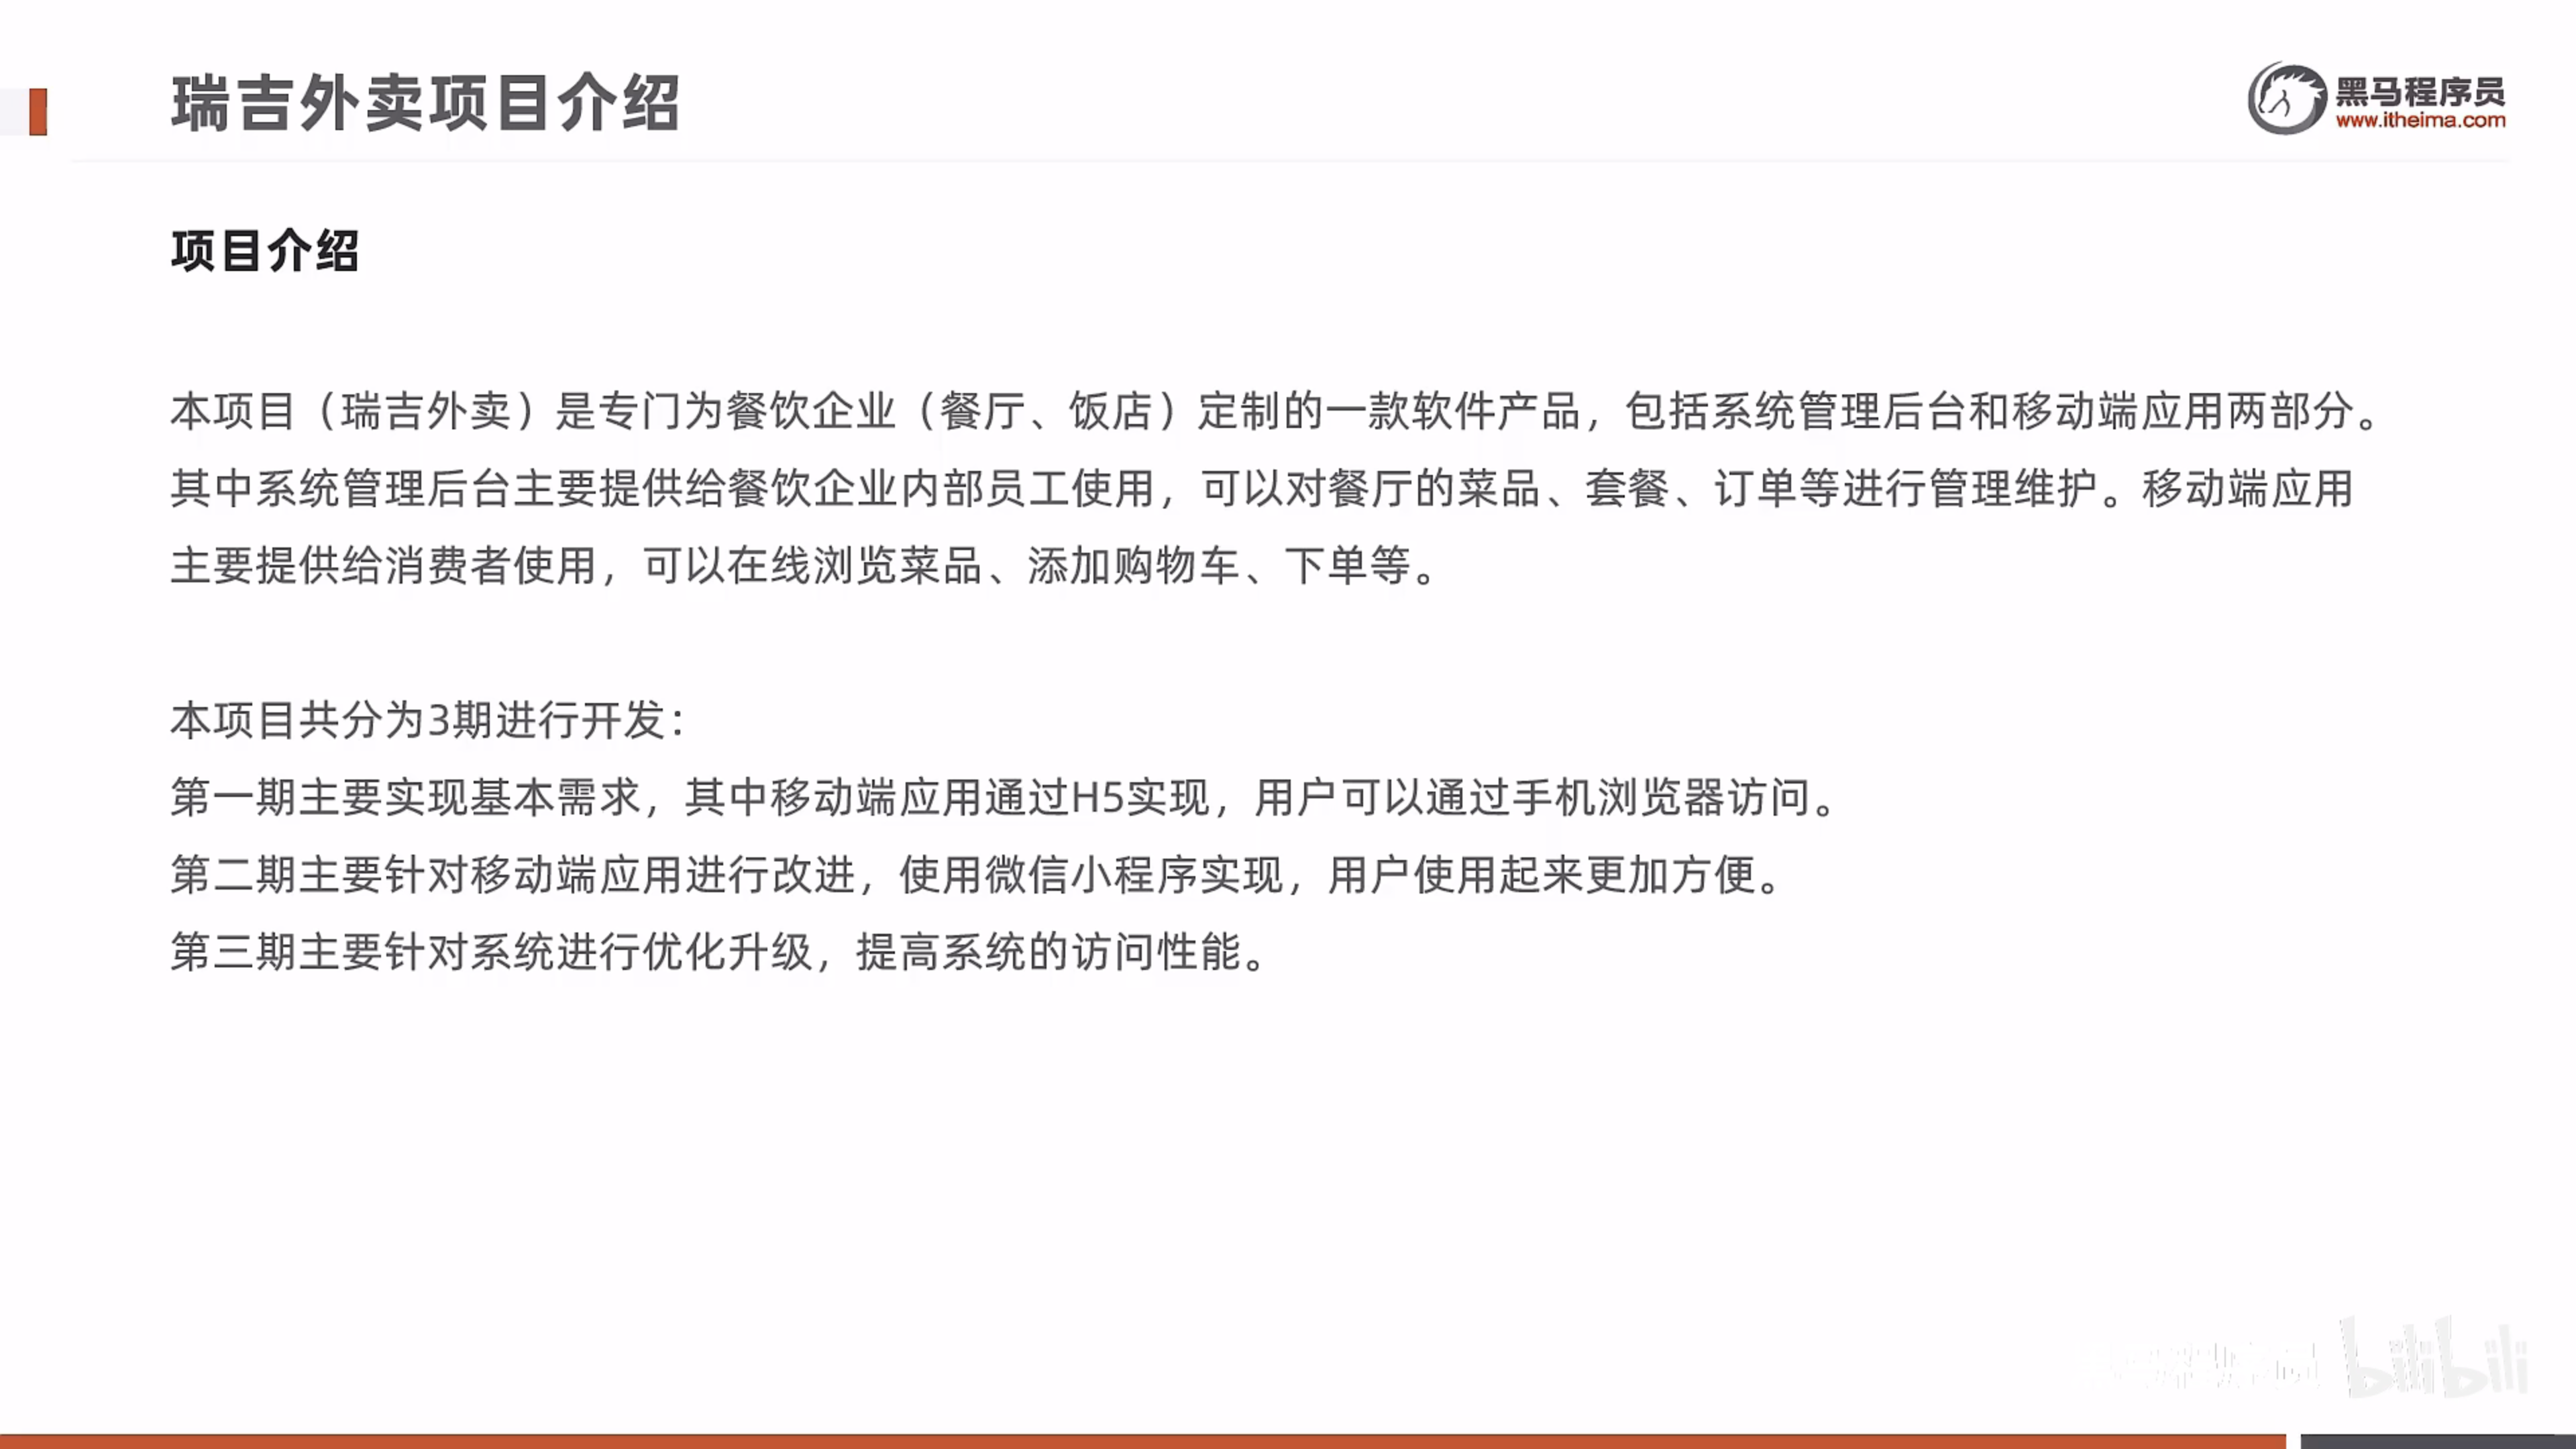 瑞吉外卖项目介绍
黑马程序员
www.itheima.com
项目介绍
本项目（瑞吉外卖）是专门为餐饮企业（餐厅、饭店）定制的一款软件产品，包括系统管理后台和移动端应用两部分。
其中系统管理后台主要提供给餐饮企业内部员工使用，可以对餐厅的菜品、套餐、订单等进行管理维护。移动端应用
主要提供给消费者使用，可以在线浏览菜品、添加购物车、下单等。
本项目共分为3期进行开发：
第一期主要实现基本需求，其中移动端应用通过H5实现，用户可以通过手机浏览器访问。
第二期主要针对移动端应用进行改进，使用微信小程序实现，用户使用起来更加方便。
第三期主要针对系统进行优化升级，提高系统的访问性能。
bilibili